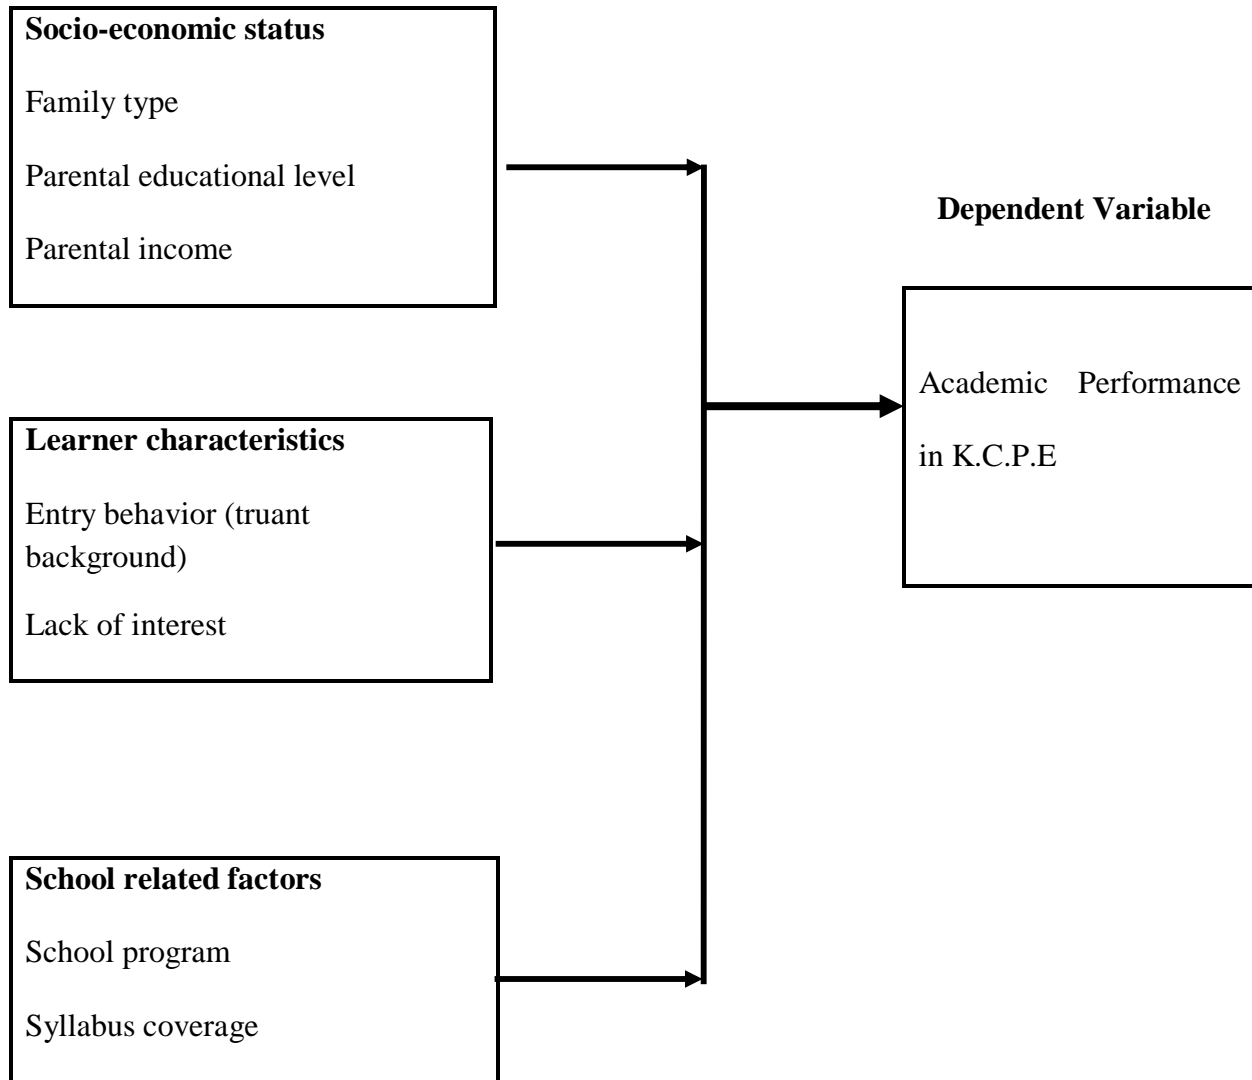 Socio-economic status
Family type
Parental educational level
Parental income
Dependent Variable
Academic Performance
in K.C.P.E
Learner characteristics
Entry behavior (truant
background)
Lack of interest
School related factors
School program
Syllabus coverage